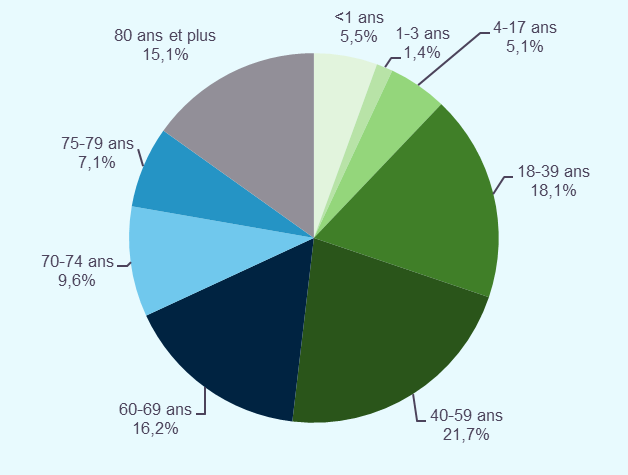 <1 ans
5,5%
1-3 ans
1,4%
4-17 ans
5,1%
18-39 ans
18,1%
40-59 ans
21,7%
60-69 ans
16,2%
70-74 ans
9,6%
75-79 ans
7,1%
80 ans et plus
15,1%